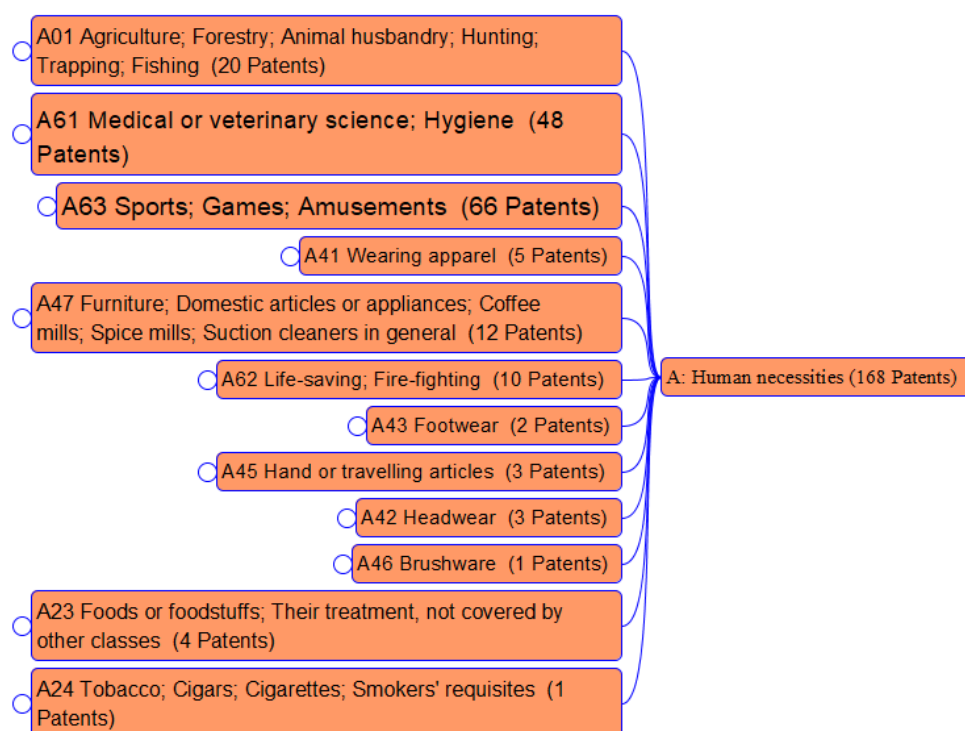 A01 Agriculture; Forestry; Animal husbandry; Hunting;
Trapping; Fishing (20 Patents)
A61 Medical or veterinary science; Hygiene (48
Patents)
A63 Sports; Games; Amusements (66 Patents)
A41 Wearing apparel (5 Patents)
A47 Furniture; Domestic articles or appliances; Coffee
mills; Spice mills; Suction cleaners in general (12 Patents)
A62 Life-saving; Fire-fighting (10 Patents)
A: Human necessities (168 Patents)
A43 Footwear (2 Patents)
A45 Hand or travelling articles (3 Patents)
A42 Headwear (3 Patents)
A46 Brushware (1 Patents)
A23 Foods or foodstuffs; Their treatment, not covered by
other classes (4 Patents)
A24 Tobacco; Cigars; Cigarettes; Smokers' requisites (1
Patents)